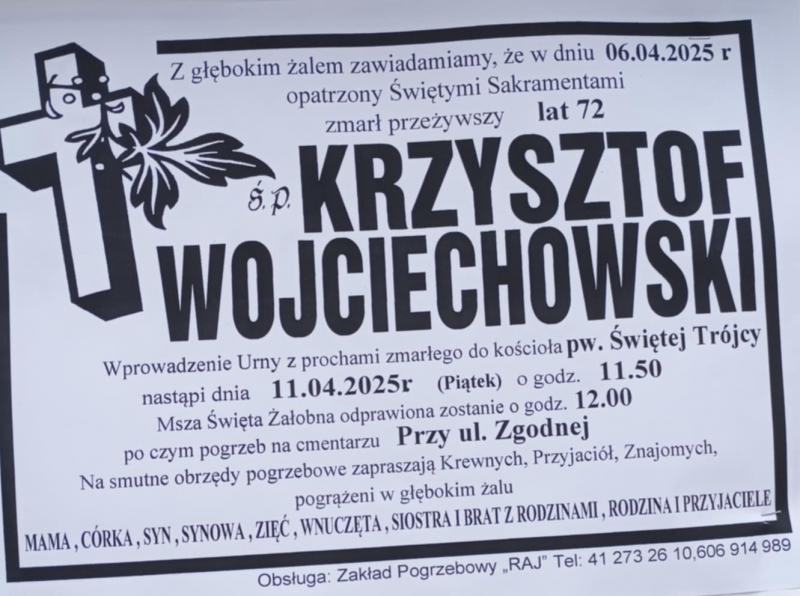 Z głębokim żalem zawiadamiamy, że w dniu 06.04.2025 r
opatrzony Świętymi Sakramentami
zmarł przeżywszy lat 72
Ś.P. KRZYSZTOF
WOJCIECHOWSKI
Wprowadzenie Urny z prochami zmarłego do kościoła pw. Świętej Trójcy
nastąpi dnia 11.04.2025r (Piątek) o godz. 11.50
Msza Święta Żałobna odprawiona zostanie o godz. 12.00
po czym pogrzeb na cmentarzu Przy ul. Zgodnej
Na smutne obrzędy pogrzebowe zapraszają Krewnych, Przyjaciół, Znajomych,
pogrążeni w głębokim żalu
MAMA , CÓRKA , SYN , SYNOWA , ZIĘĆ , WNUCZĘTA , SIOSTRA I BRAT Z RODZINAMI , RODZINA I PRZYJACIELE
Obsługa: Zakład Pogrzebowy „RAJ” Tel: 41 273 26 10,606 914 989